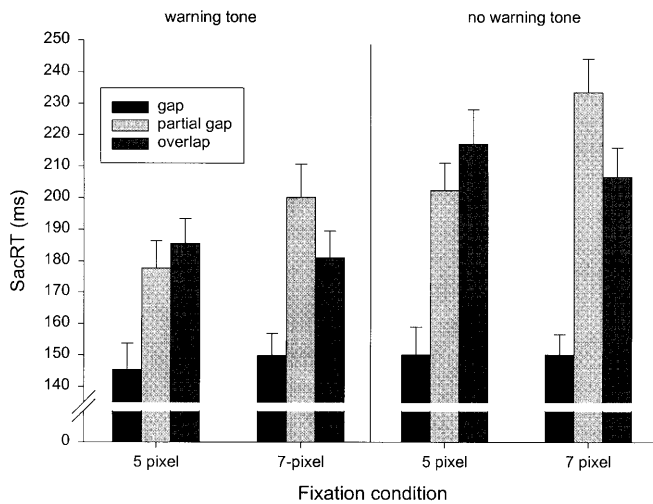 warning tone
no warning tone
250
240
230
220
210
200
190
180
170
160
150
140
0
SacRT (ms)
gap
partial gap
overlap
5 pixel
7-pixel
5 pixel
7 pixel
Fixation condition